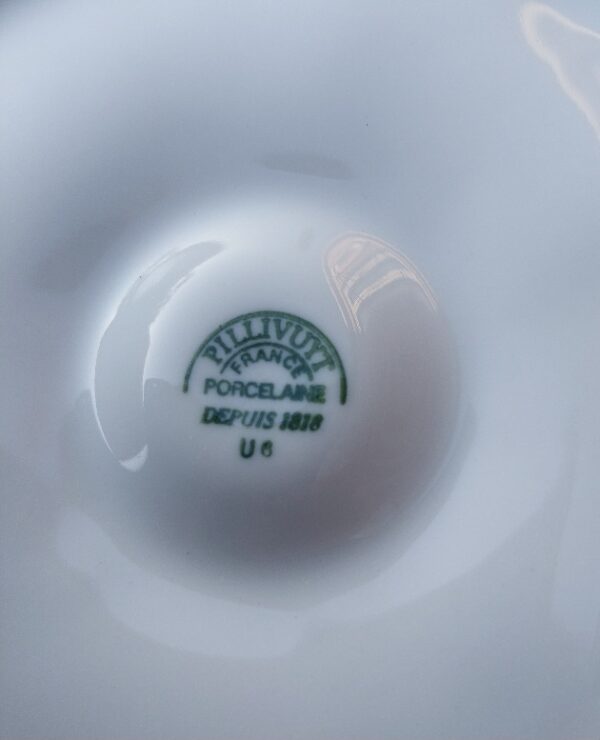 PILLIVUYT
FRANCE
PORCELAINE
DEPUIS 1818
U 6